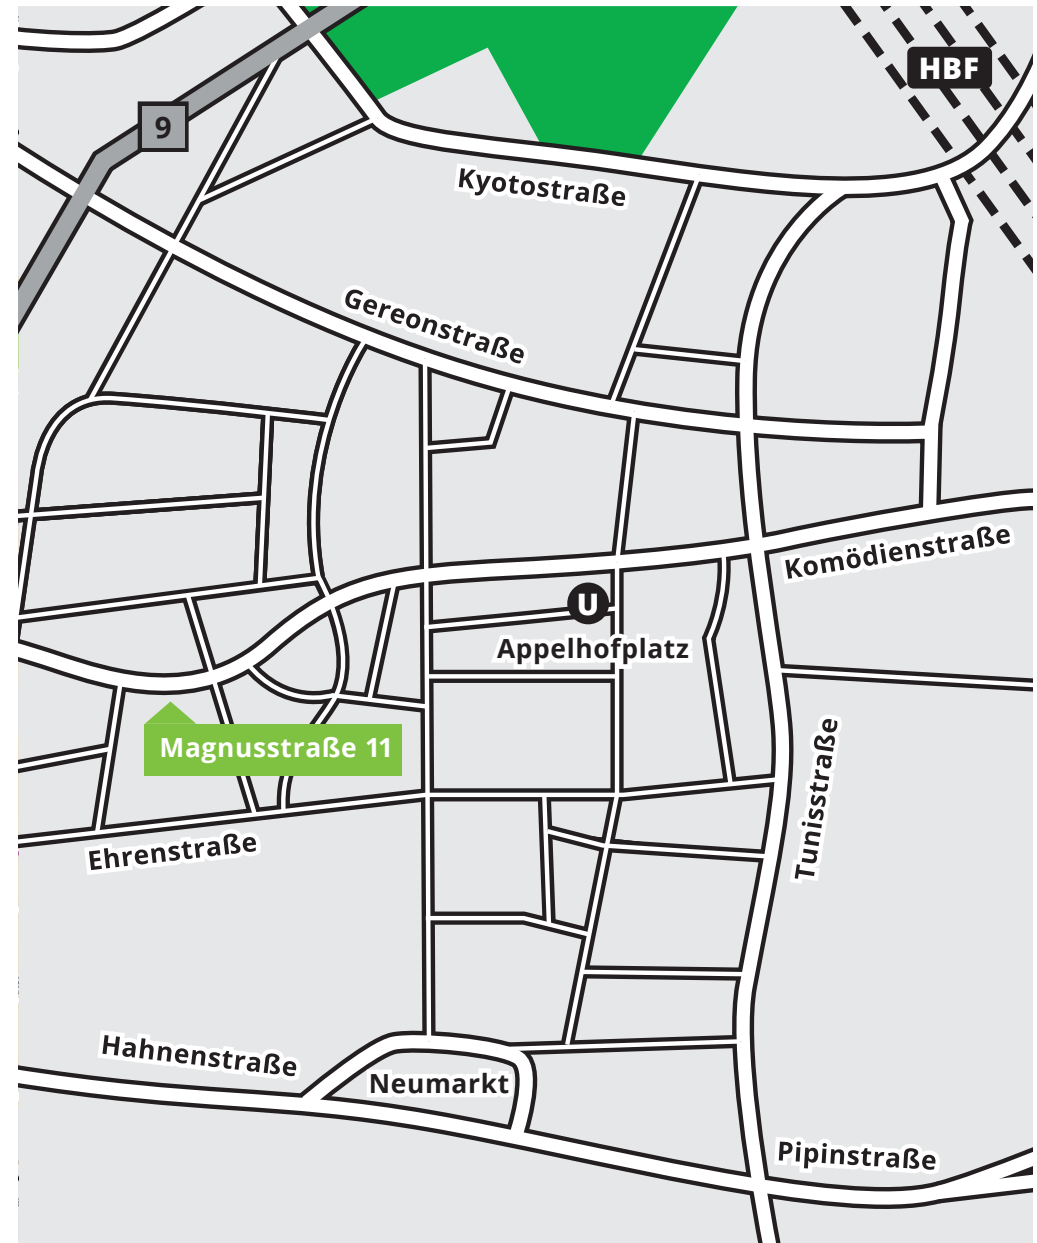 HBF
9
Kyotostraße
Gereonstraße
Komödienstraße
U
Appelhofplatz
Magnusstraße 11
Tunisstraße
Ehrenstraße
Hahnenstraße
Neumarkt
Pipinstraße